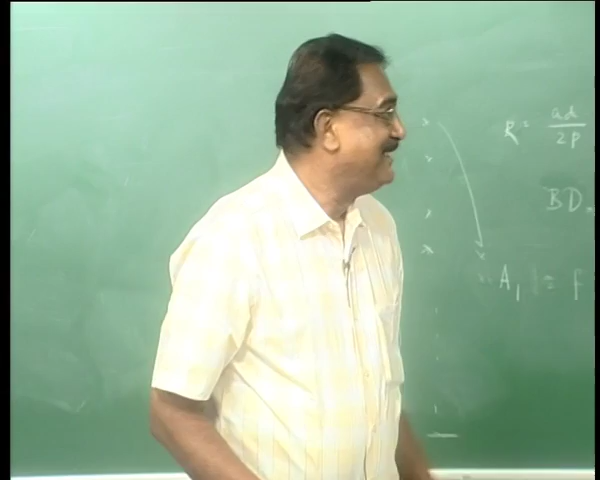 R = ad / 2p
BD
A₁ = f